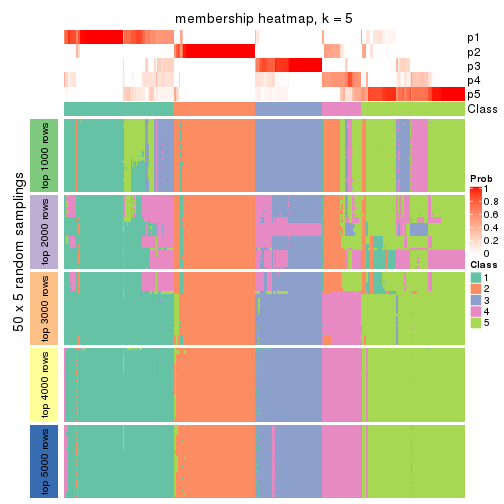 membership heatmap, k = 5
p1
p2
p3
p4
p5
Class
50 x 5 random samplings
top 1000 rows
top 2000 rows
top 3000 rows
top 4000 rows
top 5000 rows
Prob
1
0.8
0.6
0.4
0.2
0
Class
1
2
3
4
5